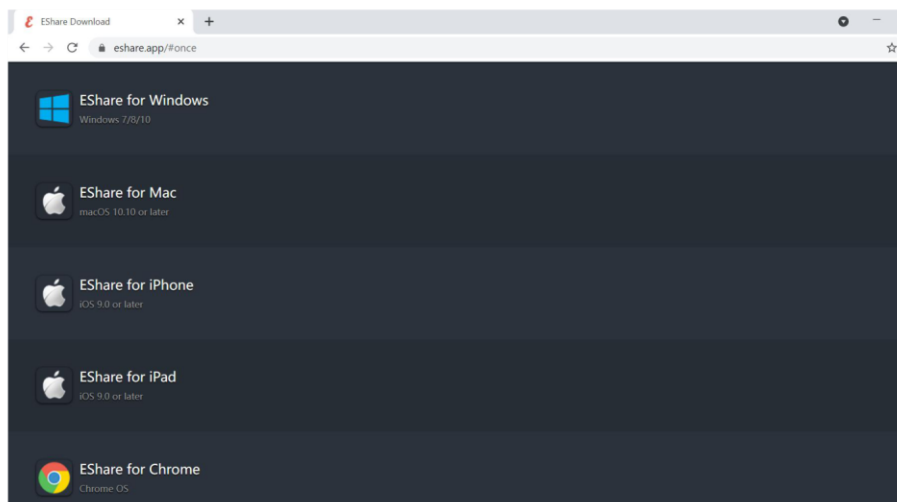 EShare Download
eshare.app/#once
EShare for Windows
Windows 7/8/10
EShare for Mac
macOS 10.10 or later
EShare for iPhone
iOS 9.0 or later
EShare for iPad
iOS 9.0 or later
EShare for Chrome
Chrome OS